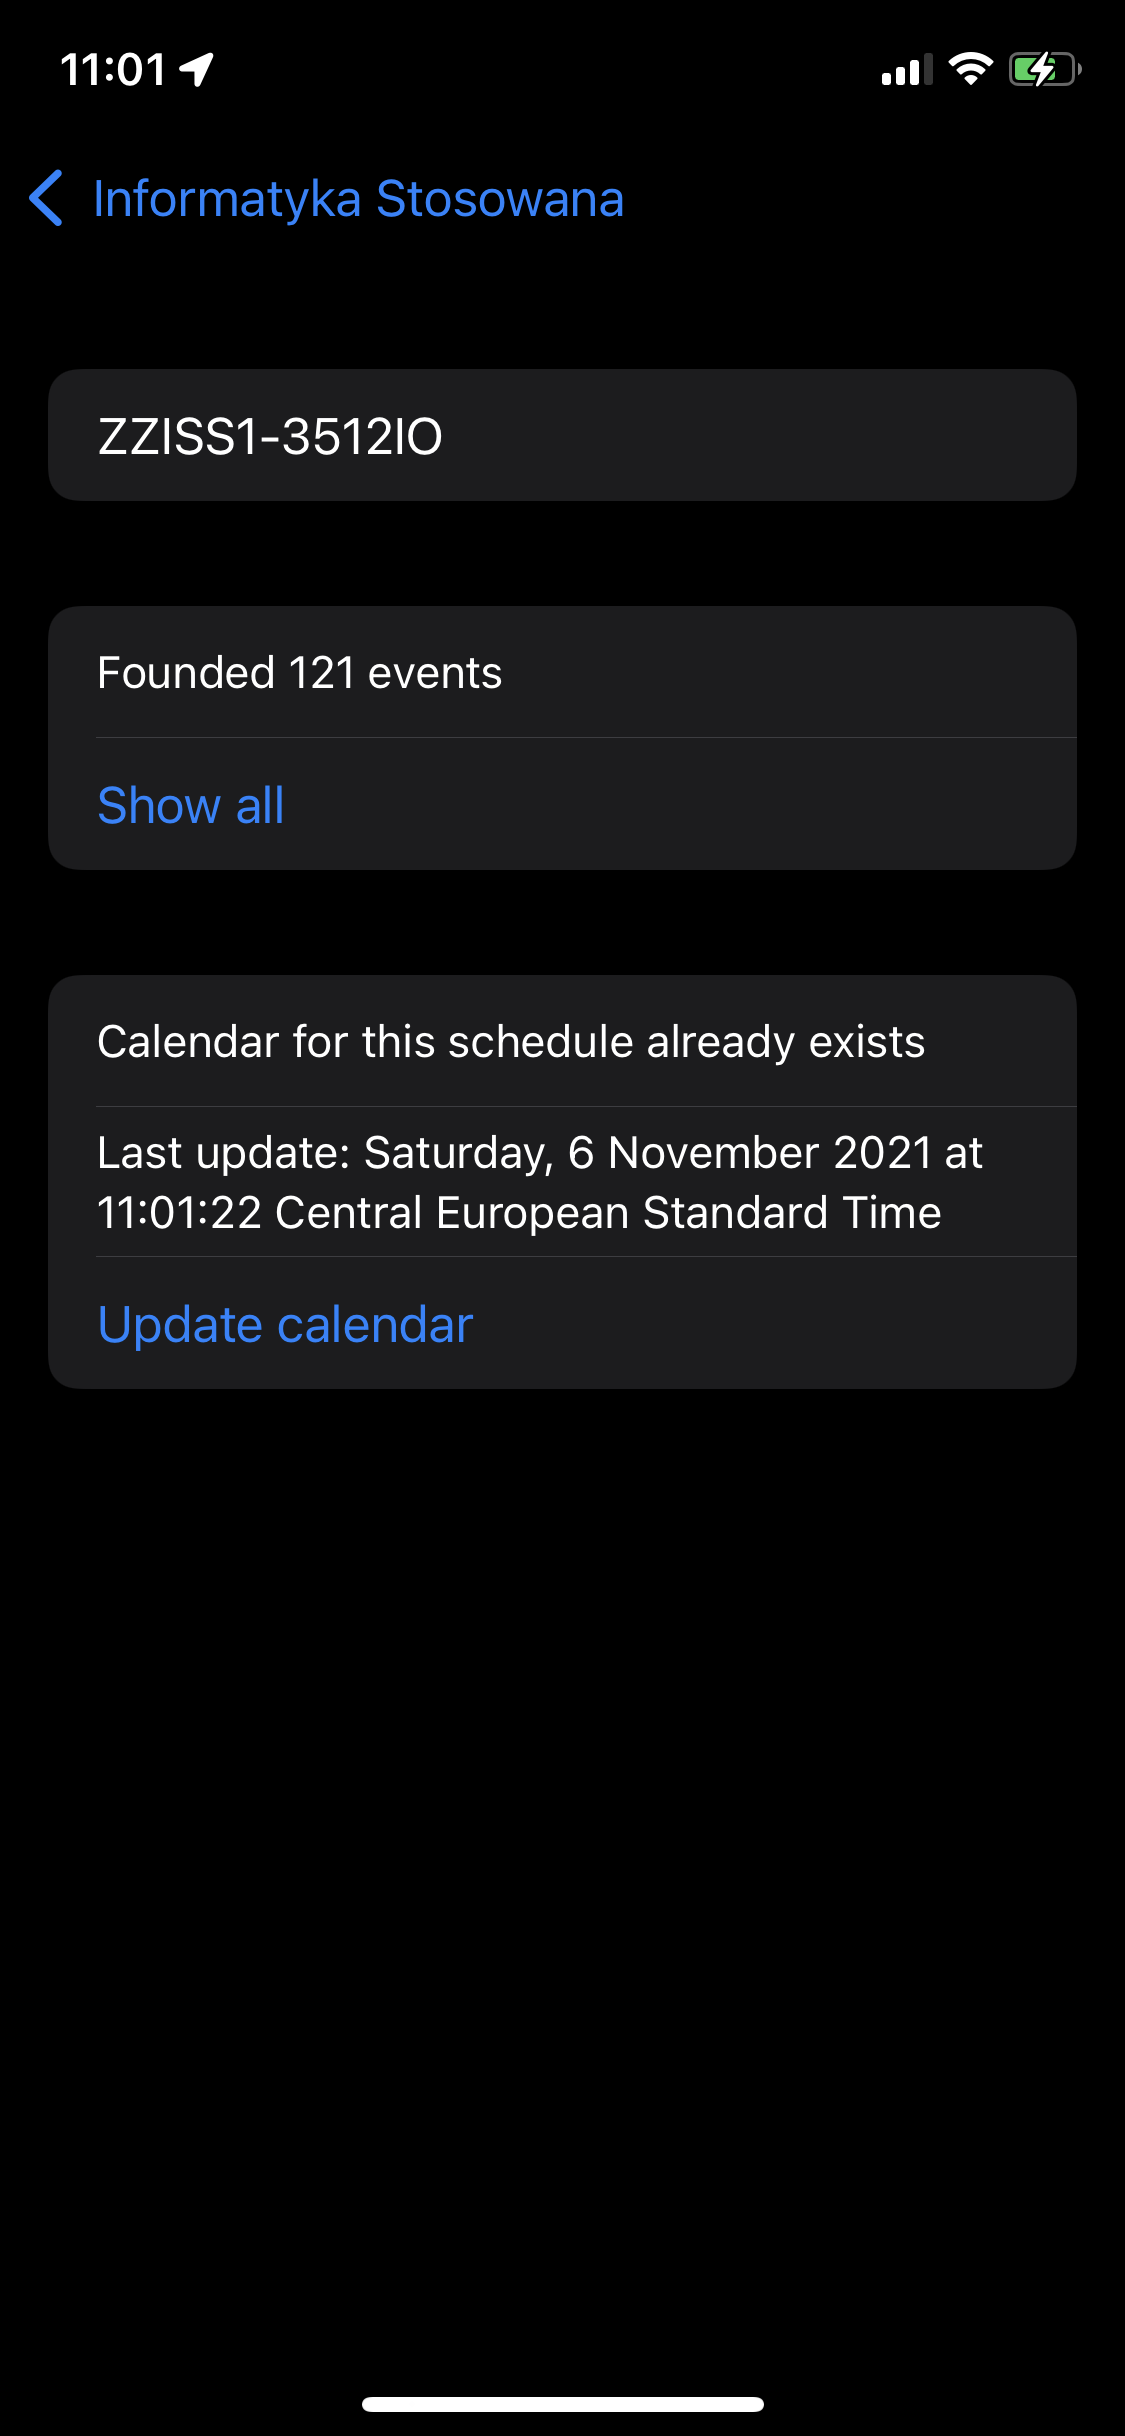 11:01
Informatyka Stosowana
ZZISS1-3512IO
Founded 121 events
Show all
Calendar for this schedule already exists
Last update: Saturday, 6 November 2021 at
11:01:22 Central European Standard Time
Update calendar